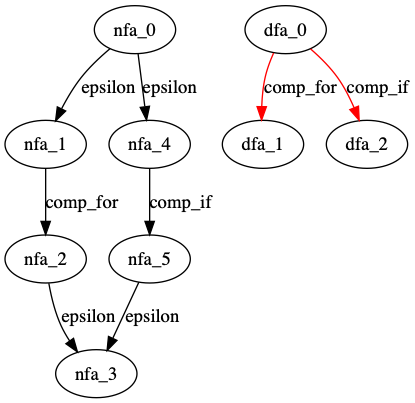 nfa_0 dfa_0
epsilon epsilon comp_for comp_if
nfa_1 nfa_4 dfa_1 dfa_2
comp_for comp_if
nfa_2 nfa_5
epsilon epsilon
nfa_3